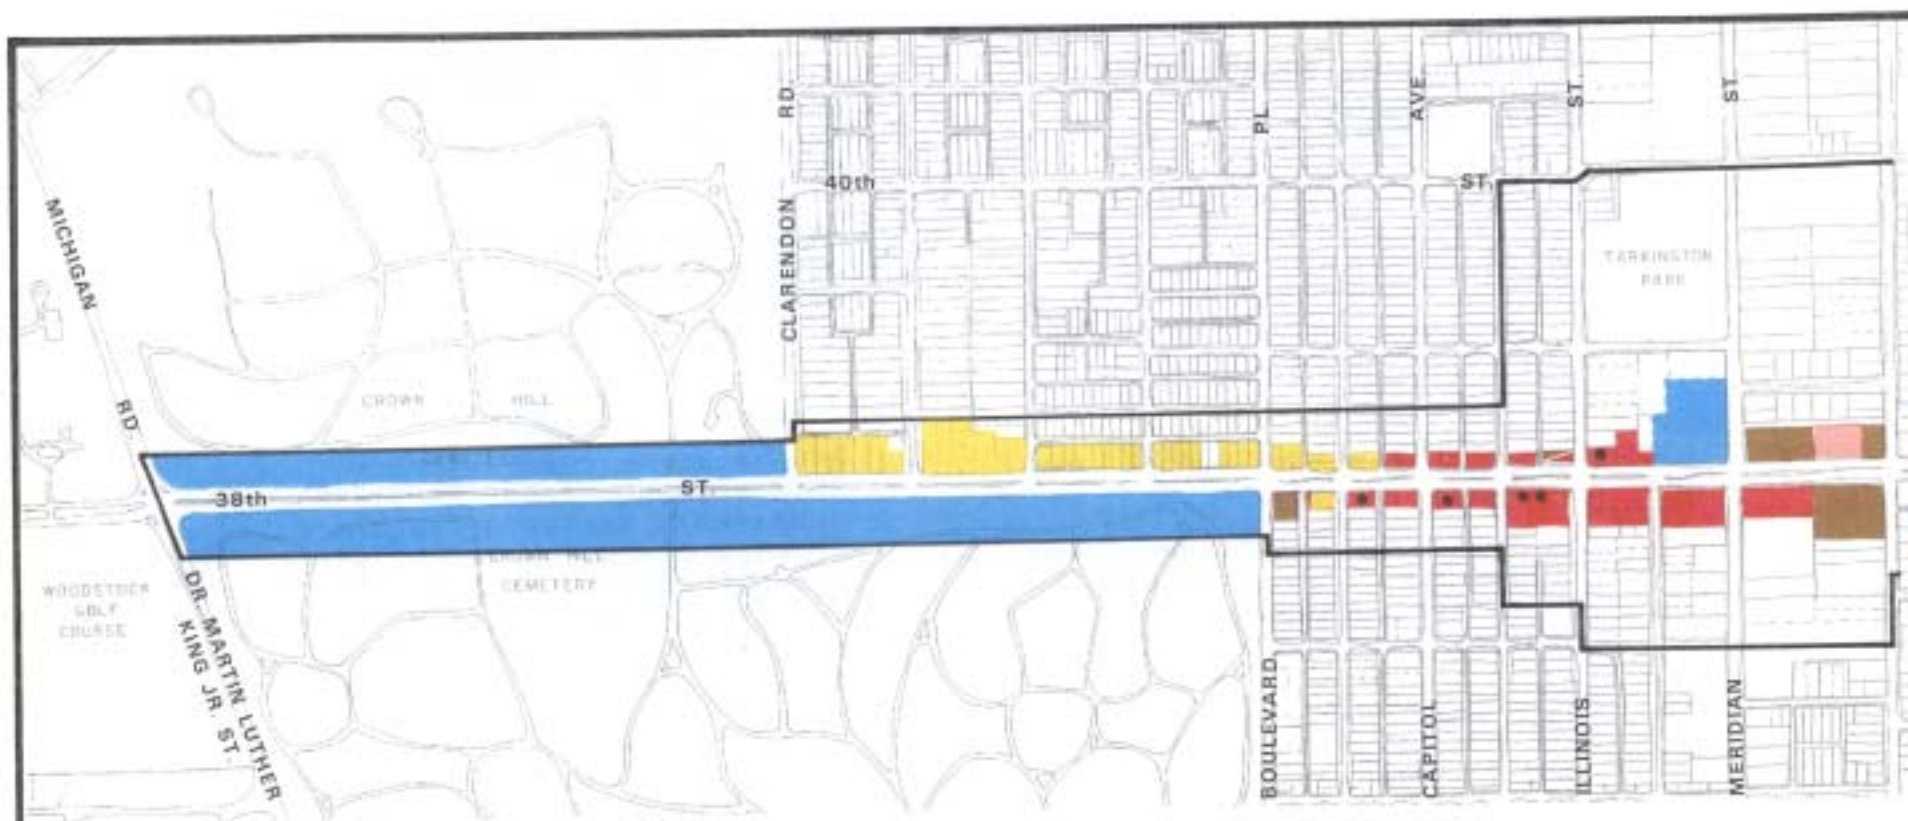 RD.
PL
AVE.
ST.
ST
40th
ST.
MICHIGAN
RD.
CLARENDON
TARKINGTON
PARK
CROWN
HILL
38th
ST.
CROWN HILL
CEMETERY
WOODSTOCK
GOLF
COURSE
DR. MARTIN LUTHER
KING JR. ST.
BOULEVARD
CAPITOL
ILLINOIS
MERIDIAN